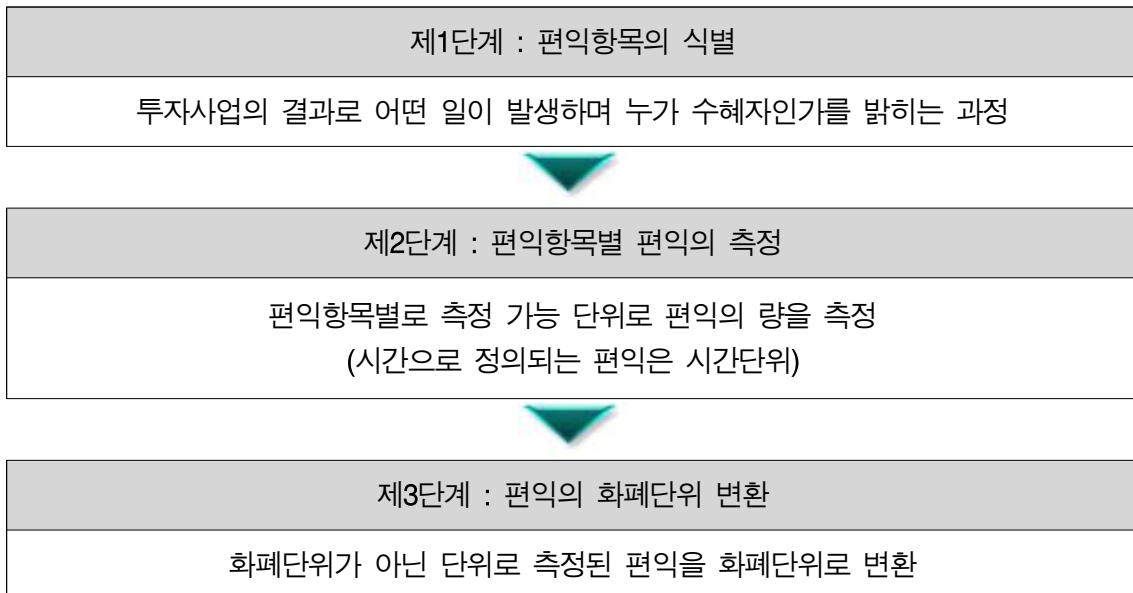 제1단계 : 편익항목의 식별
투자사업의 결과로 어떤 일이 발생하며 누가 수혜자인가를 밝히는 과정
제2단계 : 편익항목별 편익의 측정
편익항목별로 측정 가능 단위로 편익의 량을 측정
(시간으로 정의되는 편익은 시간단위)
제3단계 : 편익의 화폐단위 변환
화폐단위가 아닌 단위로 측정된 편익을 화폐단위로 변환